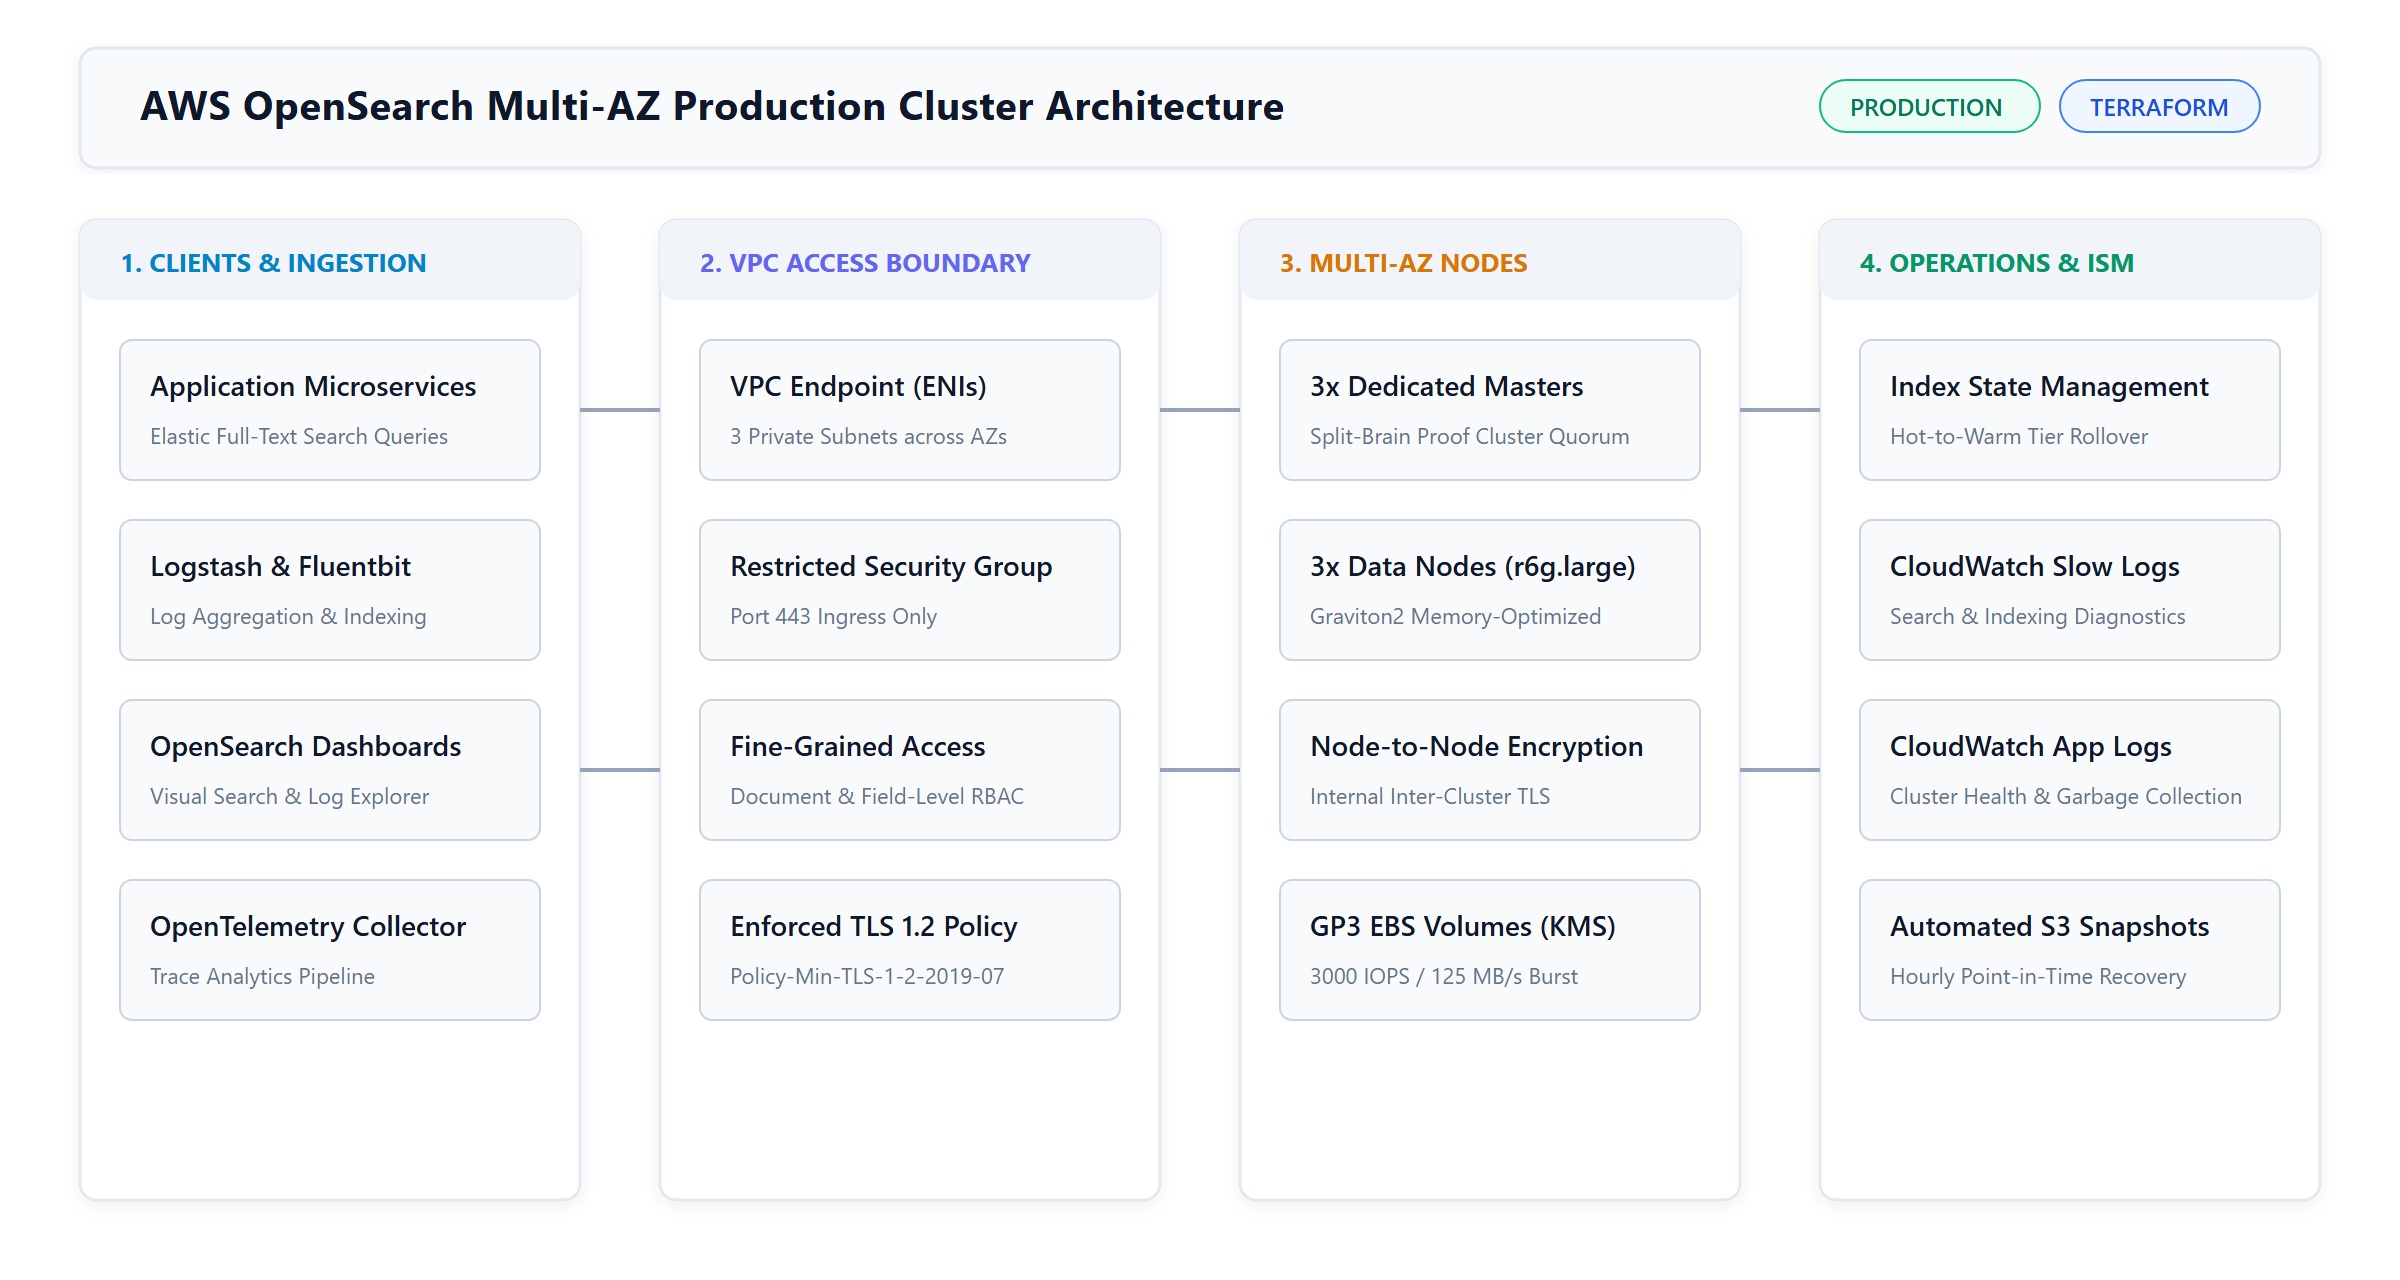 AWS OpenSearch Multi-AZ Production Cluster Architecture
PRODUCTION
TERRAFORM
1. CLIENTS & INGESTION
Application Microservices
Elastic Full-Text Search Queries
Logstash & Fluentbit
Log Aggregation & Indexing
OpenSearch Dashboards
Visual Search & Log Explorer
OpenTelemetry Collector
Trace Analytics Pipeline
2. VPC ACCESS BOUNDARY
VPC Endpoint (ENIs)
3 Private Subnets across AZs
Restricted Security Group
Port 443 Ingress Only
Fine-Grained Access
Document & Field-Level RBAC
Enforced TLS 1.2 Policy
Policy-Min-TLS-1-2-2019-07
3. MULTI-AZ NODES
3x Dedicated Masters
Split-Brain Proof Cluster Quorum
3x Data Nodes (r6g.large)
Graviton2 Memory-Optimized
Node-to-Node Encryption
Internal Inter-Cluster TLS
GP3 EBS Volumes (KMS)
3000 IOPS / 125 MB/s Burst
4. OPERATIONS & ISM
Index State Management
Hot-to-Warm Tier Rollover
CloudWatch Slow Logs
Search & Indexing Diagnostics
CloudWatch App Logs
Cluster Health & Garbage Collection
Automated S3 Snapshots
Hourly Point-in-Time Recovery